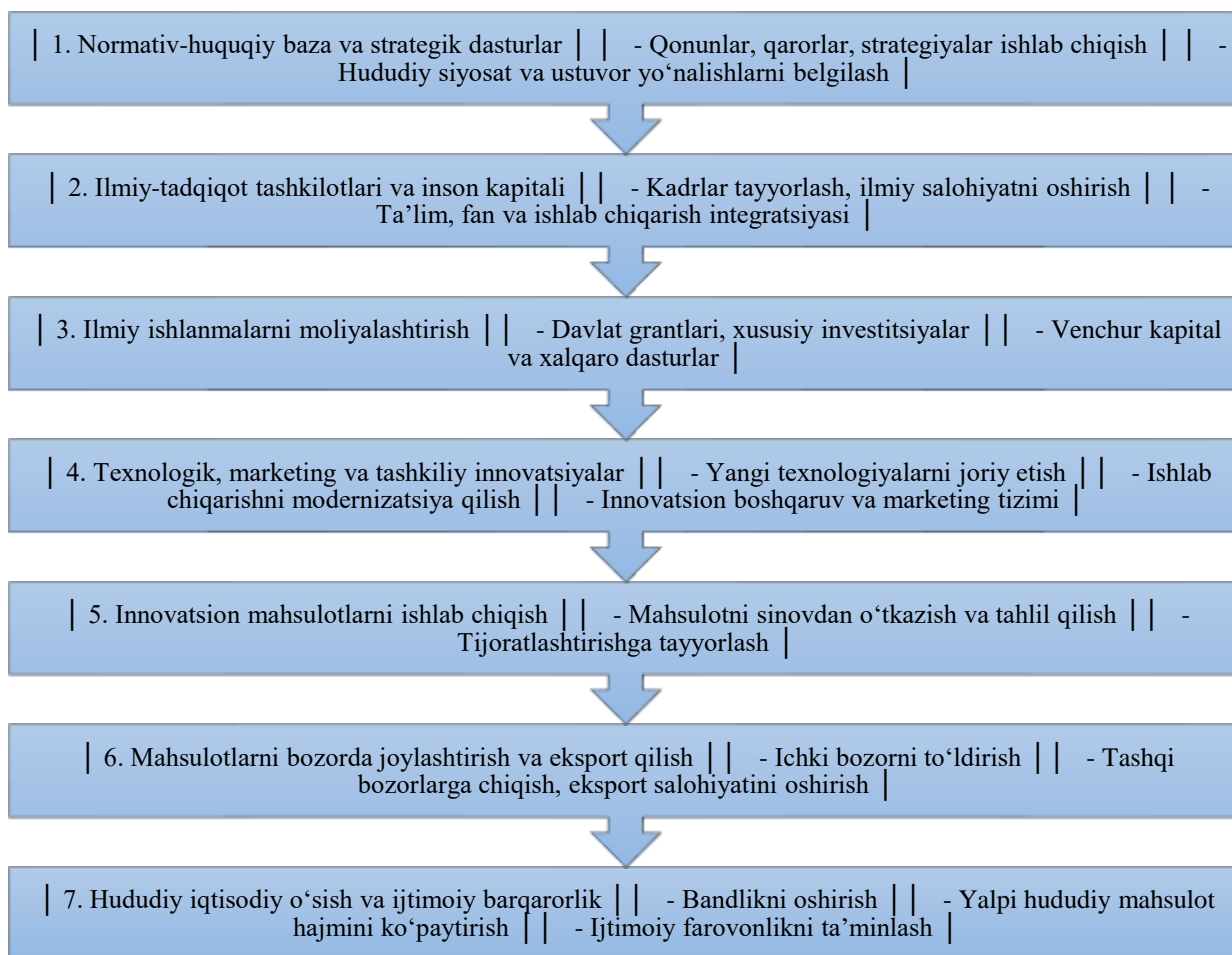 | 1. Normativ-huquqiy baza va strategik dasturlar | | - Qonunlar, qarorlar, strategiyalar ishlab chiqish | | -
Hududiy siyosat va ustuvor yo‘nalishlarni belgilash |
| 2. Ilmiy-tadqiqot tashkilotlari va inson kapitali | | - Kadrlar tayyorlash, ilmiy salohiyatni oshirish | | -
Ta’lim, fan va ishlab chiqarish integratsiyasi |
| 3. Ilmiy ishlanmalarni moliyalashtirish | | - Davlat grantlari, xususiy investitsiyalar | | - Venchur kapital
va xalqaro dasturlar |
| 4. Texnologik, marketing va tashkiliy innovatsiyalar | | - Yangi texnologiyalarni joriy etish | | - Ishlab
chiqarishni modernizatsiya qilish | | - Innovatsion boshqaruv va marketing tizimi |
| 5. Innovatsion mahsulotlarni ishlab chiqish | | - Mahsulotni sinovdan o‘tkazish va tahlil qilish | | -
Tijoratlashtirishga tayyorlash |
| 6. Mahsulotlarni bozorda joylashtirish va eksport qilish | | - Ichki bozorni to‘ldirish | | - Tashqi
bozorlarga chiqish, eksport salohiyatini oshirish |
| 7. Hududiy iqtisodiy o‘sish va ijtimoiy barqarorlik | | - Bandlikni oshirish | | - Yalpi hududiy mahsulot
hajmini ko‘paytirish | | - Ijtimoiy farovonlikni ta’minlash |